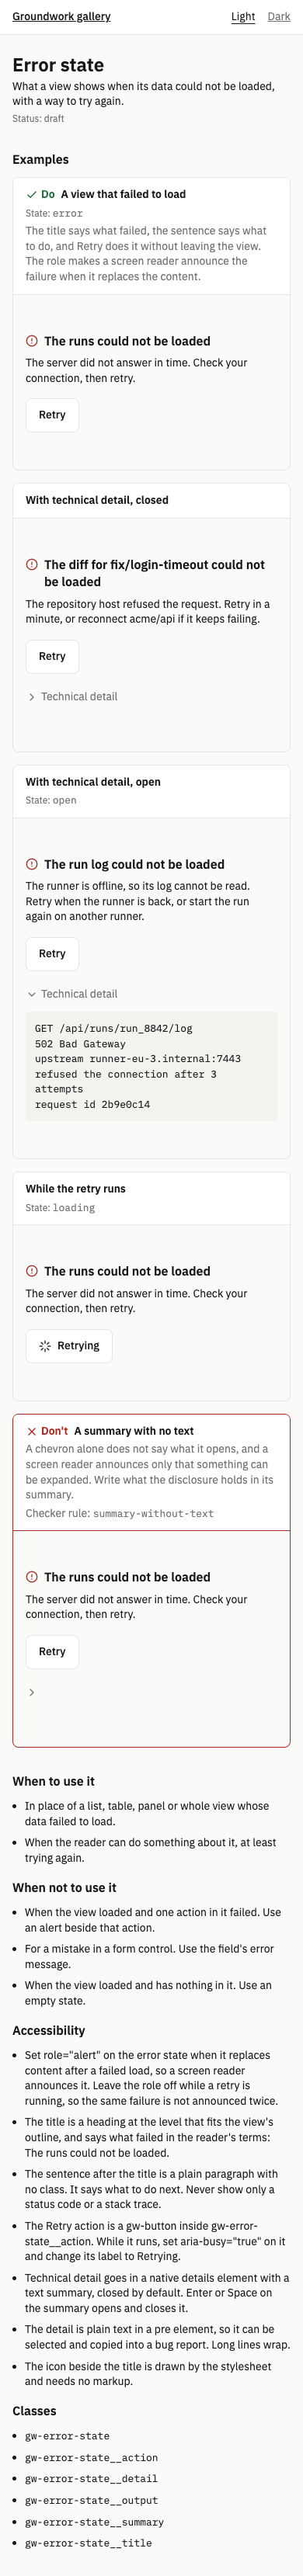 Groundwork gallery
Light Dark
Error state
What a view shows when its data could not be loaded,
with a way to try again.
Status: draft
Examples
Do A view that failed to load
State: error
The title says what failed, the sentence says what
to do, and Retry does it without leaving the view.
The role makes a screen reader announce the
failure when it replaces the content.
The runs could not be loaded
The server did not answer in time. Check your
connection, then retry.
Retry
With technical detail, closed
The diff for fix/login-timeout could not
be loaded
The repository host refused the request. Retry in a
minute, or reconnect acme/api if it keeps failing.
Retry
Technical detail
With technical detail, open
State: open
The run log could not be loaded
The runner is offline, so its log cannot be read.
Retry when the runner is back, or start the run
again on another runner.
Retry
Technical detail
GET /api/runs/run_8842/log
502 Bad Gateway
upstream runner-eu-3.internal:7443
refused the connection after 3
attempts
request id 2b9e0c14
While the retry runs
State: loading
The runs could not be loaded
The server did not answer in time. Check your
connection, then retry.
Retrying
Don't A summary with no text
A chevron alone does not say what it opens, and a
screen reader announces only that something can
be expanded. Write what the disclosure holds in its
summary.
Checker rule: summary-without-text
The runs could not be loaded
The server did not answer in time. Check your
connection, then retry.
Retry
When to use it
In place of a list, table, panel or whole view whose
data failed to load.
When the reader can do something about it, at least
trying again.
When not to use it
When the view loaded and one action in it failed. Use
an alert beside that action.
For a mistake in a form control. Use the field's error
message.
When the view loaded and has nothing in it. Use an
empty state.
Accessibility
Set role="alert" on the error state when it replaces
content after a failed load, so a screen reader
announces it. Leave the role off while a retry is
running, so the same failure is not announced twice.
The title is a heading at the level that fits the view's
outline, and says what failed in the reader's terms:
The runs could not be loaded.
The sentence after the title is a plain paragraph with
no class. It says what to do next. Never show only a
status code or a stack trace.
The Retry action is a gw-button inside gw-error-
state__action. While it runs, set aria-busy="true" on it
and change its label to Retrying.
Technical detail goes in a native details element with a
text summary, closed by default. Enter or Space on
the summary opens and closes it.
The detail is plain text in a pre element, so it can be
selected and copied into a bug report. Long lines wrap.
The icon beside the title is drawn by the stylesheet
and needs no markup.
Classes
gw-error-state
gw-error-state__action
gw-error-state__detail
gw-error-state__output
gw-error-state__summary
gw-error-state__title